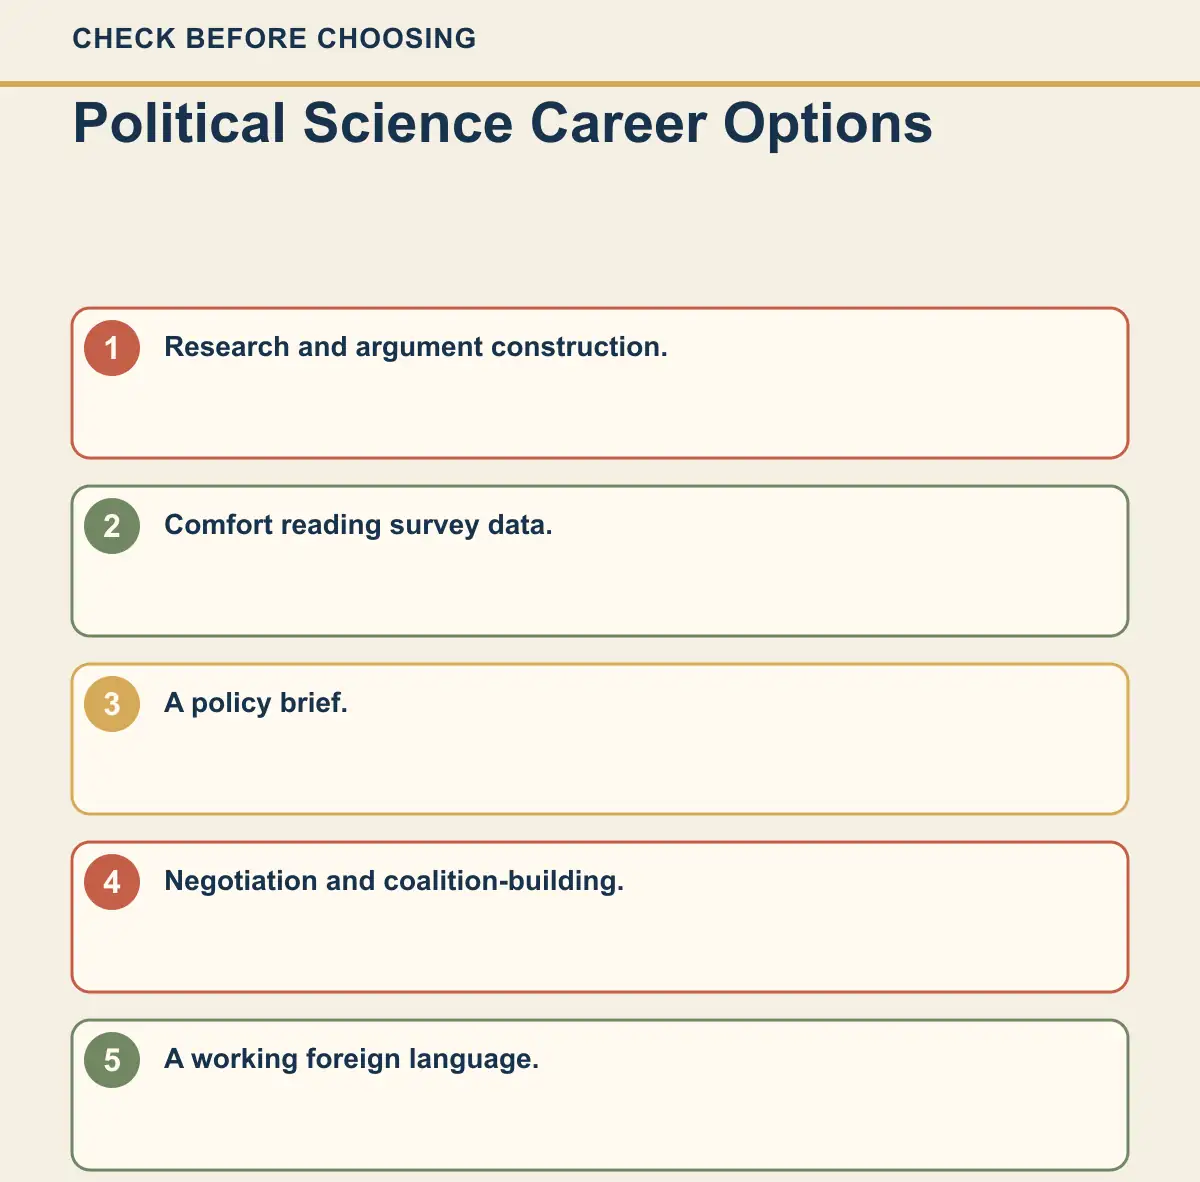 CHECK BEFORE CHOOSING
Political Science Career Options
1 Research and argument construction.
2 Comfort reading survey data.
3 A policy brief.
4 Negotiation and coalition-building.
5 A working foreign language.